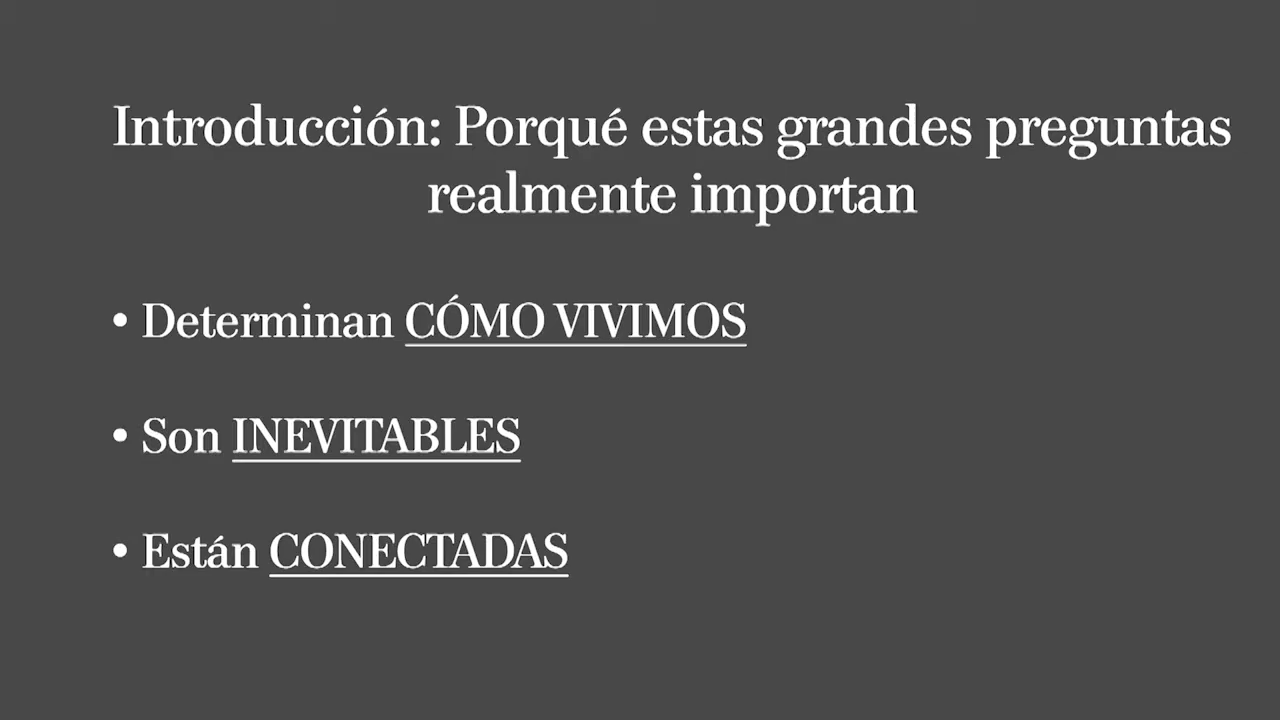 Introducción: Porqué estas grandes preguntas
realmente importan
• Determinan CÓMO VIVIMOS
• Son INEVITABLES
• Están CONECTADAS